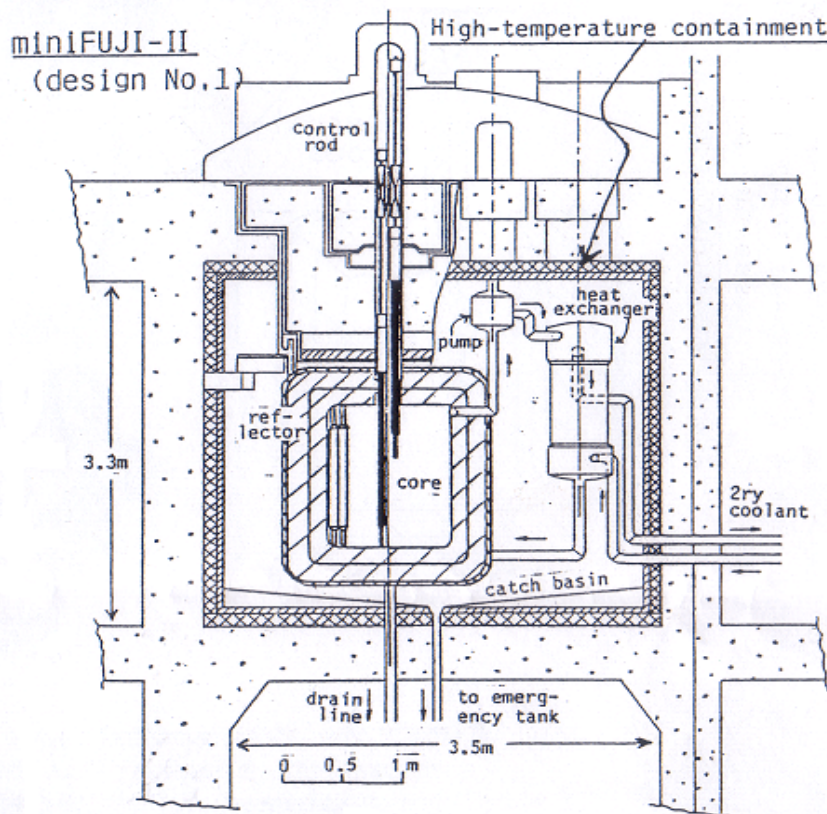 miniFUJI-II
(design No.1)
High-temperature containment
control
rod
heat
exchanger
pump
ref-
lector
core
3.3m
2ry
coolant
catch basin
drain
line
to emerg-
ency tank
3.5m
0 0.5 1 m